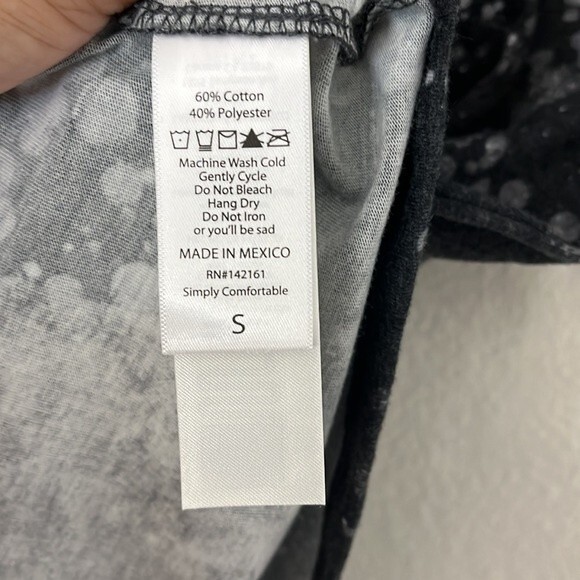 60% Cotton
40% Polyester
Machine Wash Cold
Gently Cycle
Do Not Bleach
Hang Dry
Do Not Iron
or you'll be sad
MADE IN MEXICO
RN#142161
Simply Comfortable
S